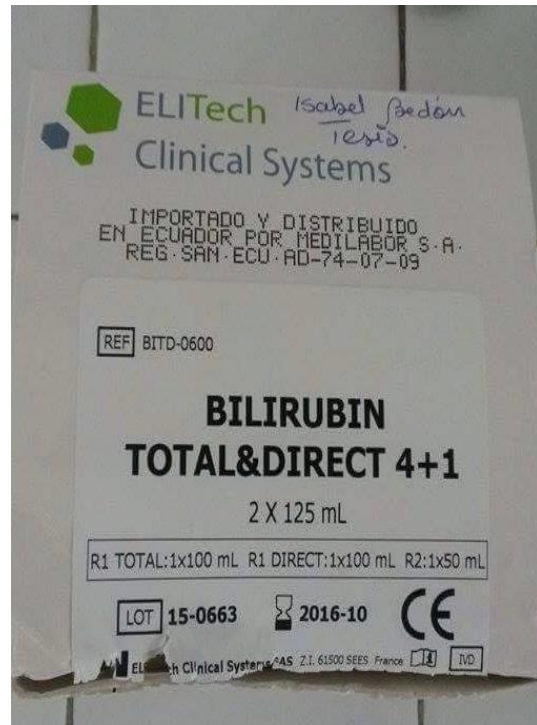 ELITech
Clinical Systems
Isabel Bedón
Tesis.
IMPORTADO Y DISTRIBUIDO
EN ECUADOR POR MEDILABOR S.A.
REG.SAN.ECU.AD-74-07-09
REF BITD-0600
BILIRUBIN
TOTAL&DIRECT 4+1
2 X 125 mL
R1 TOTAL:1x100 mL R1 DIRECT:1x100 mL R2:1x50 mL
LOT 15-0663 2016-10 CE
Clinical Systems SAS Z.I. 61500 SEES France IVD